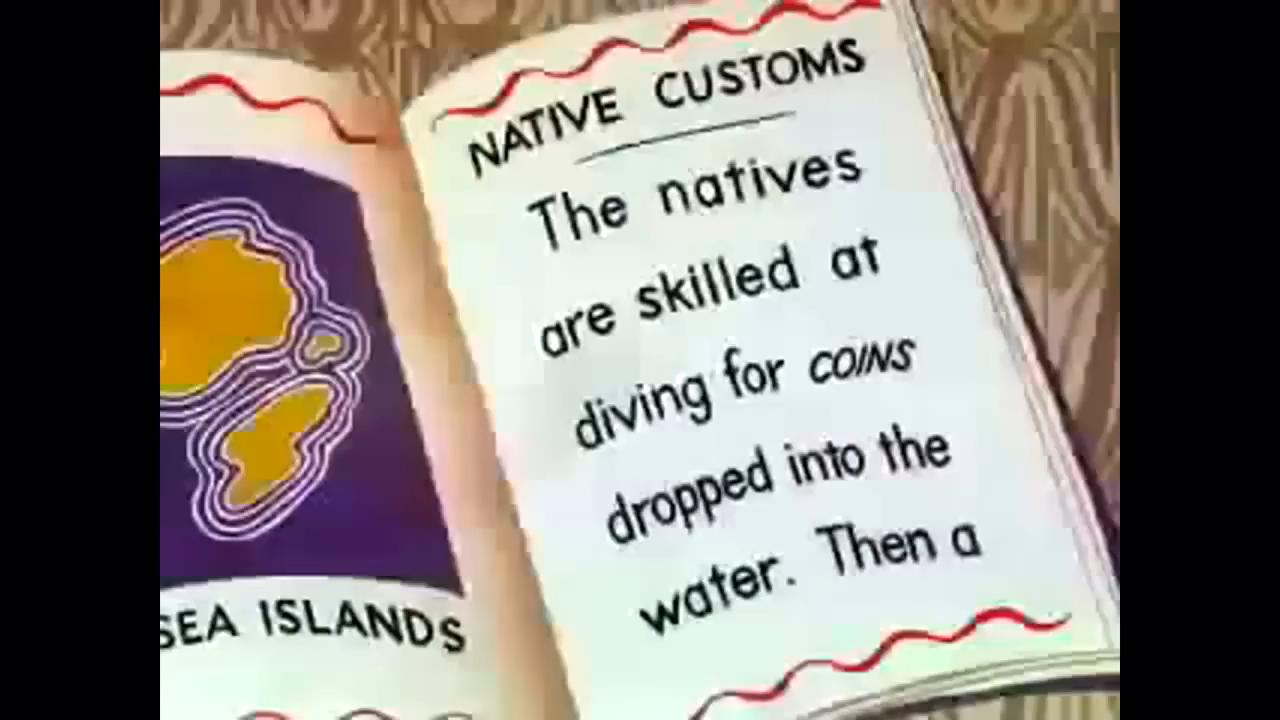 SEA ISLANDS
NATIVE CUSTOMS
The natives
are skilled at
diving for COINS
dropped into the
water. Then a